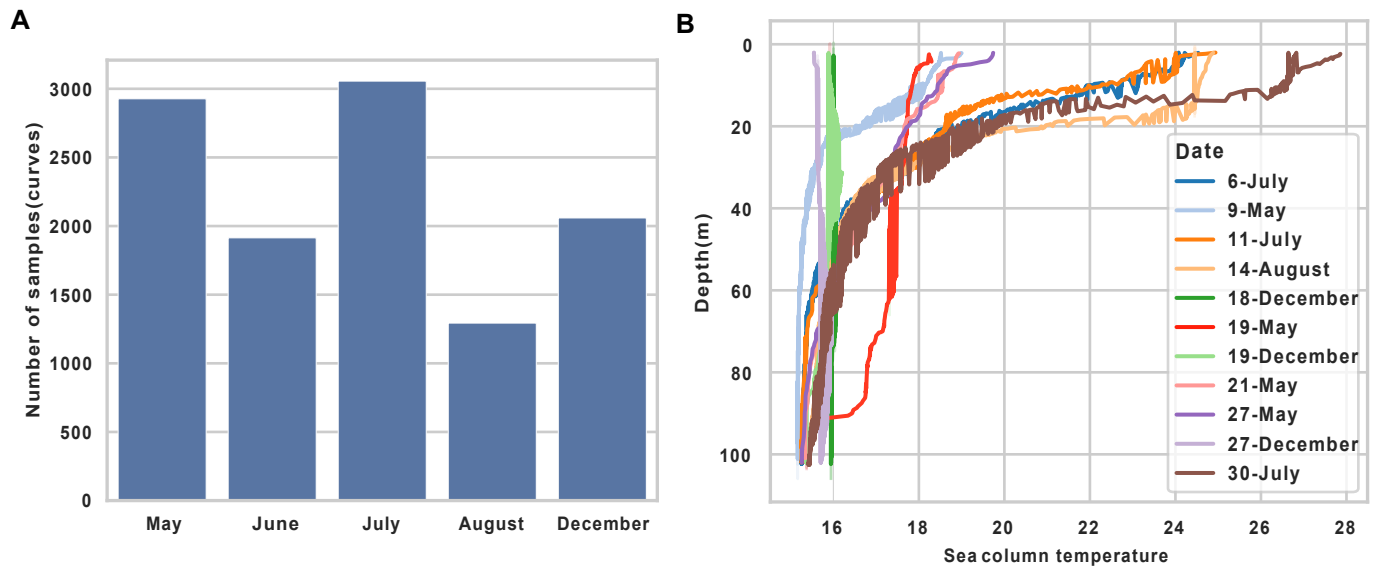 A
Number of samples(curves)
3000
2500
2000
1500
1000
500
0
May June July August December
B
Depth(m)
0
20
40
60
80
100
Date
6-July
9-May
11-July
14-August
18-December
19-May
19-December
21-May
27-May
27-December
30-July
16 18 20 22 24 26 28
Sea column temperature